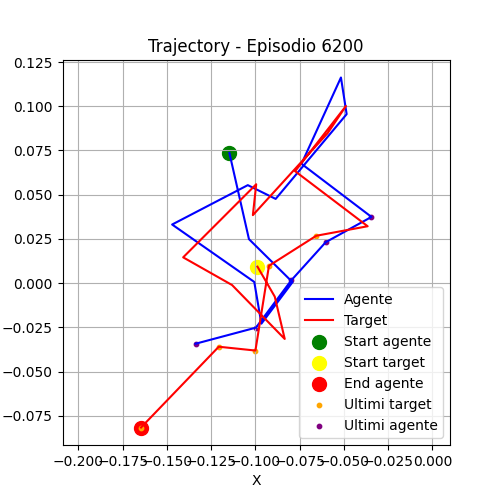 Trajectory - Episodio 6200
0.125
0.100
0.075
0.050
0.025
0.000
−0.025
−0.050
−0.075
Agente
Target
Start agente
Start target
End agente
Ultimi target
Ultimi agente
−0.200 −0.175 −0.150 −0.125 −0.100 −0.075 −0.050 −0.025 0.000
X